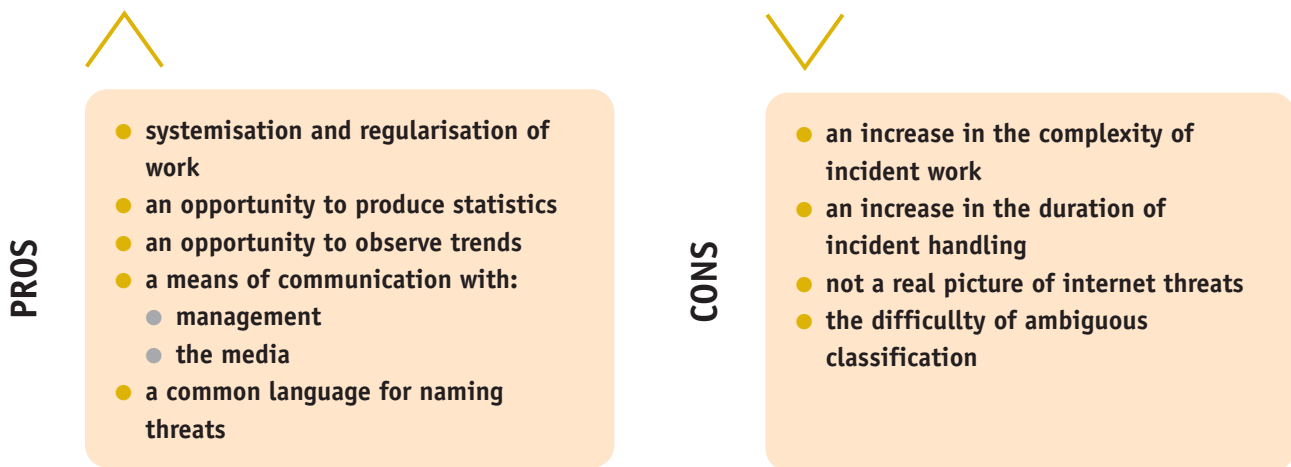 PROS
systemisation and regularisation of
work
an opportunity to produce statistics
an opportunity to observe trends
a means of communication with:
management
the media
a common language for naming
threats
CONS
an increase in the complexity of
incident work
an increase in the duration of
incident handling
not a real picture of internet threats
the difficullty of ambiguous
classification